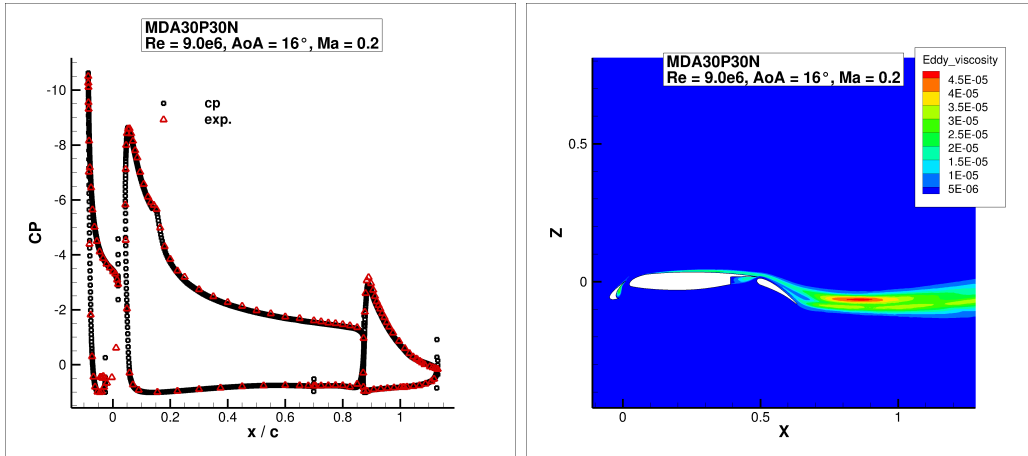 MDA30P30N
Re = 9.0e6, AoA = 16°, Ma = 0.2
cp
exp.
-10
-8
-6
-4
-2
0
CP
0
0.2
0.4
0.6
0.8
1
x / c
MDA30P30N
Re = 9.0e6, AoA = 16°, Ma = 0.2
Eddy_viscosity
4.5E-05
4E-05
3.5E-05
3E-05
2.5E-05
2E-05
1.5E-05
1E-05
5E-06
0.5
0
Z
0
0.5
1
X